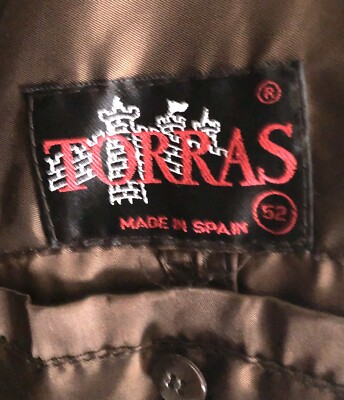 ®
TORRAS
52
MADE IN SPAIN